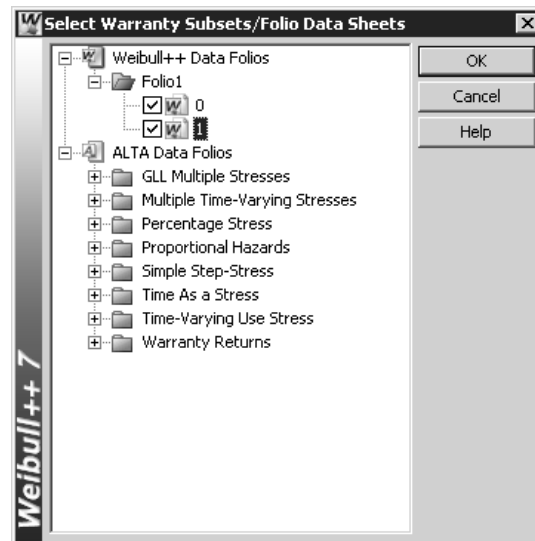 Select Warranty Subsets/Folio Data Sheets
Weibull++ Data Folios
Folio1
0
1
ALTA Data Folios
GLL Multiple Stresses
Multiple Time-Varying Stresses
Percentage Stress
Proportional Hazards
Simple Step-Stress
Time As a Stress
Time-Varying Use Stress
Warranty Returns
OK
Cancel
Help
Weibull++ 7